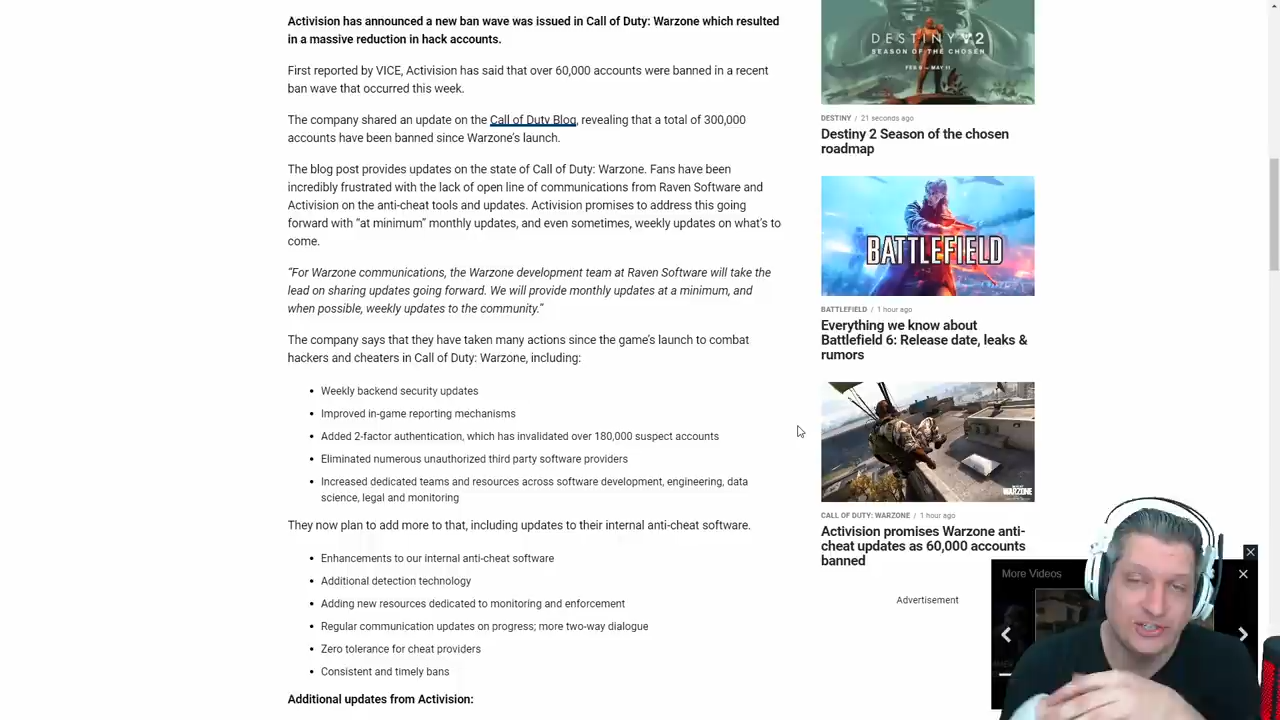 Activision has announced a new ban wave was issued in Call of Duty: Warzone which resulted
in a massive reduction in hack accounts.
First reported by VICE, Activision has said that over 60,000 accounts were banned in a recent
ban wave that occurred this week.
The company shared an update on the Call of Duty Blog, revealing that a total of 300,000
accounts have been banned since Warzone's launch.
The blog post provides updates on the state of Call of Duty: Warzone. Fans have been
incredibly frustrated with the lack of open line of communications from Raven Software and
Activision on the anti-cheat tools and updates. Activision promises to address this going
forward with “at minimum” monthly updates, and even sometimes, weekly updates on what's to
come.
“For Warzone communications, the Warzone development team at Raven Software will take the
lead on sharing updates going forward. We will provide monthly updates at a minimum, and
when possible, weekly updates to the community.”
The company says that they have taken many actions since the game's launch to combat
hackers and cheaters in Call of Duty: Warzone, including:
• Weekly backend security updates
• Improved in-game reporting mechanisms
• Added 2-factor authentication, which has invalidated over 180,000 suspect accounts
• Eliminated numerous unauthorized third party software providers
• Increased dedicated teams and resources across software development, engineering, data
science, legal and monitoring
They now plan to add more to that, including updates to their internal anti-cheat software.
• Enhancements to our internal anti-cheat software
• Additional detection technology
• Adding new resources dedicated to monitoring and enforcement
• Regular communication updates on progress; more two-way dialogue
• Zero tolerance for cheat providers
• Consistent and timely bans
Additional updates from Activision:
DESTINY 2
SEASON OF THE CHOSEN
FEB 9 – MAY 11
DESTINY / 21 seconds ago
Destiny 2 Season of the chosen
roadmap
BATTLEFIELD
BATTLEFIELD / 1 hour ago
Everything we know about
Battlefield 6: Release date, leaks &
rumors
WARZONE
CALL OF DUTY: WARZONE / 1 hour ago
Activision promises Warzone anti-
cheat updates as 60,000 accounts
banned
Advertisement
More Videos